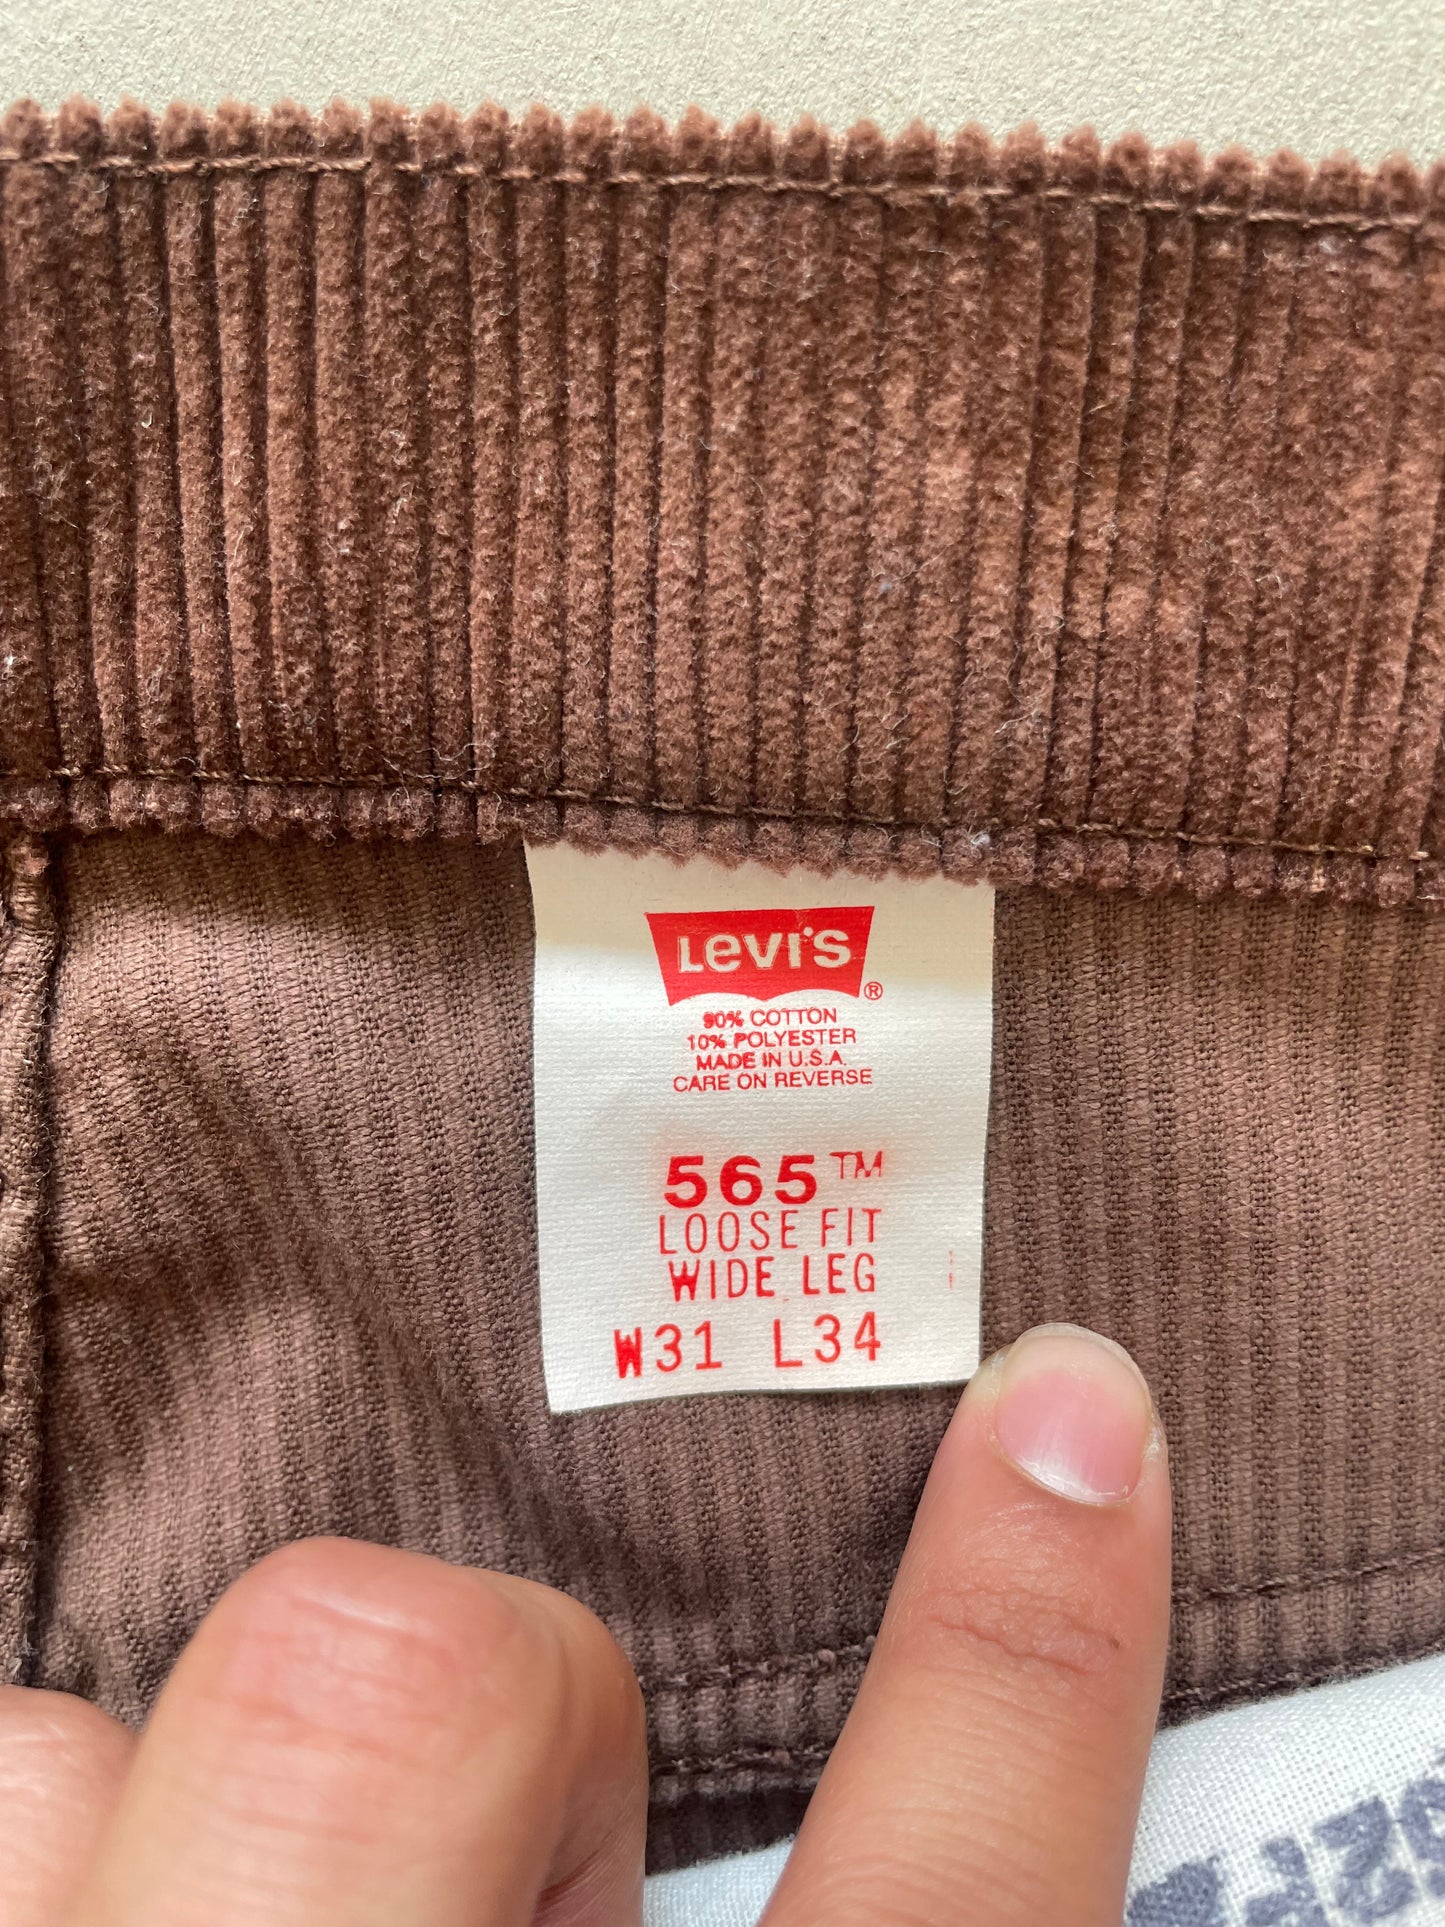 Levi's ®
90% COTTON
10% POLYESTER
MADE IN U.S.A.
CARE ON REVERSE
565™
LOOSE FIT
WIDE LEG
W31 L34